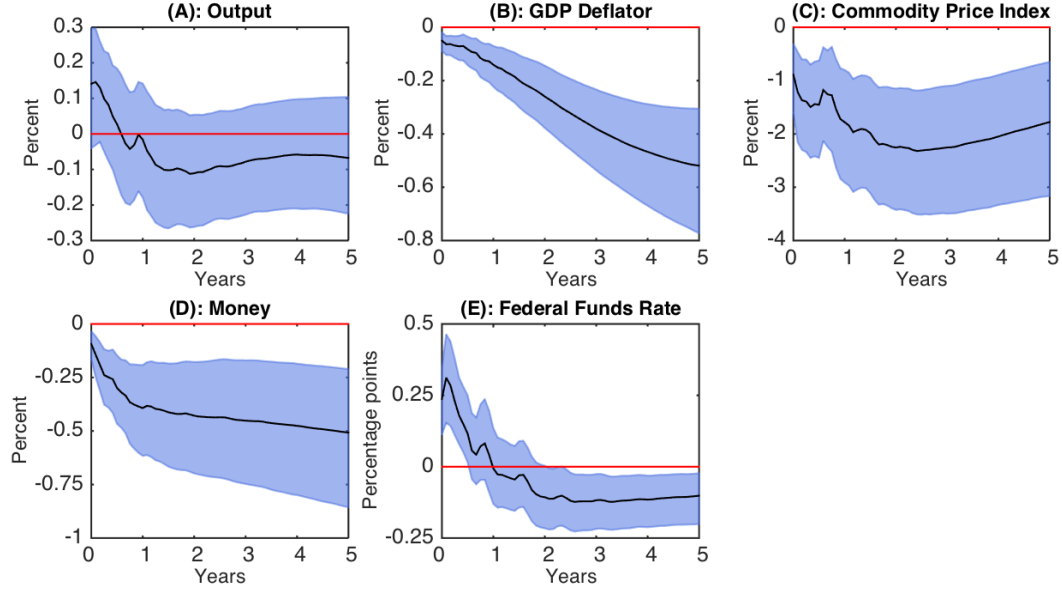 (A): Output
(B): GDP Deflator
(C): Commodity Price Index
Percent
0.3
0.2
0.1
0
-0.1
-0.2
-0.3
0 1 2 3 4 5
Years
Percent
0
-0.2
-0.4
-0.6
-0.8
0 1 2 3 4 5
Years
Percent
0
-1
-2
-3
-4
0 1 2 3 4 5
Years
(D): Money
(E): Federal Funds Rate
Percent
0
-0.25
-0.5
-0.75
-1
0 1 2 3 4 5
Years
Percentage points
0.5
0.25
0
-0.25
0 1 2 3 4 5
Years